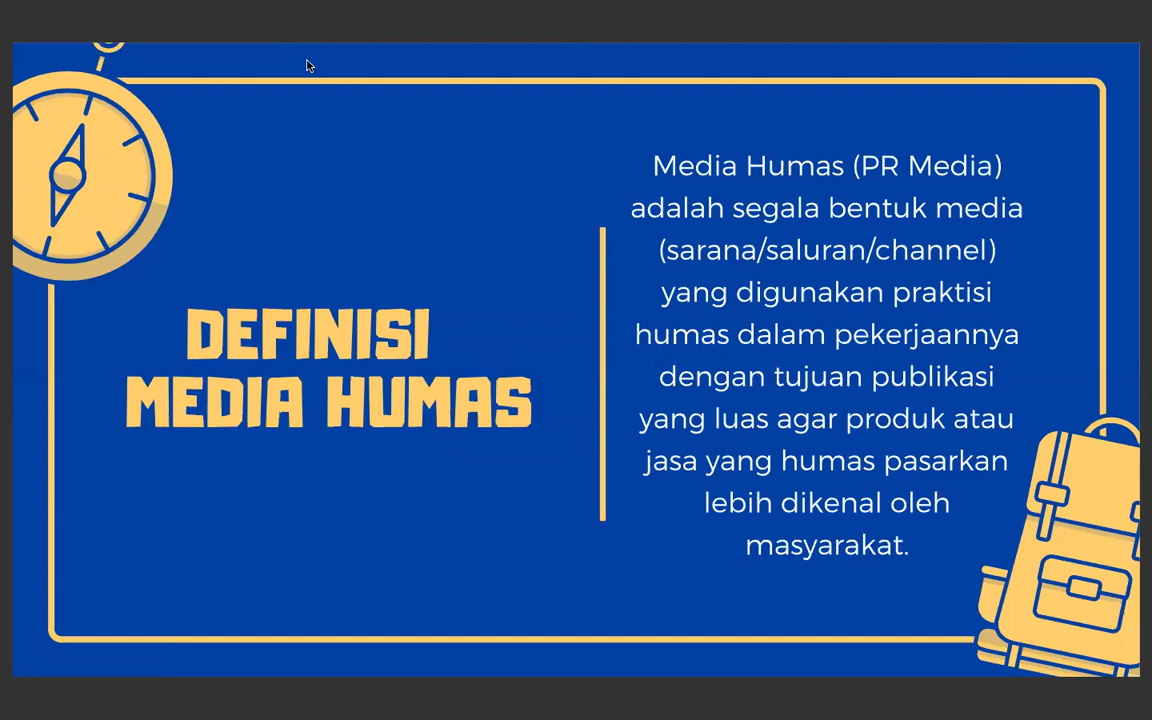 DEFINISI
MEDIA HUMAS
Media Humas (PR Media)
adalah segala bentuk media
(sarana/saluran/channel)
yang digunakan praktisi
humas dalam pekerjaannya
dengan tujuan publikasi
yang luas agar produk atau
jasa yang humas pasarkan
lebih dikenal oleh
masyarakat.